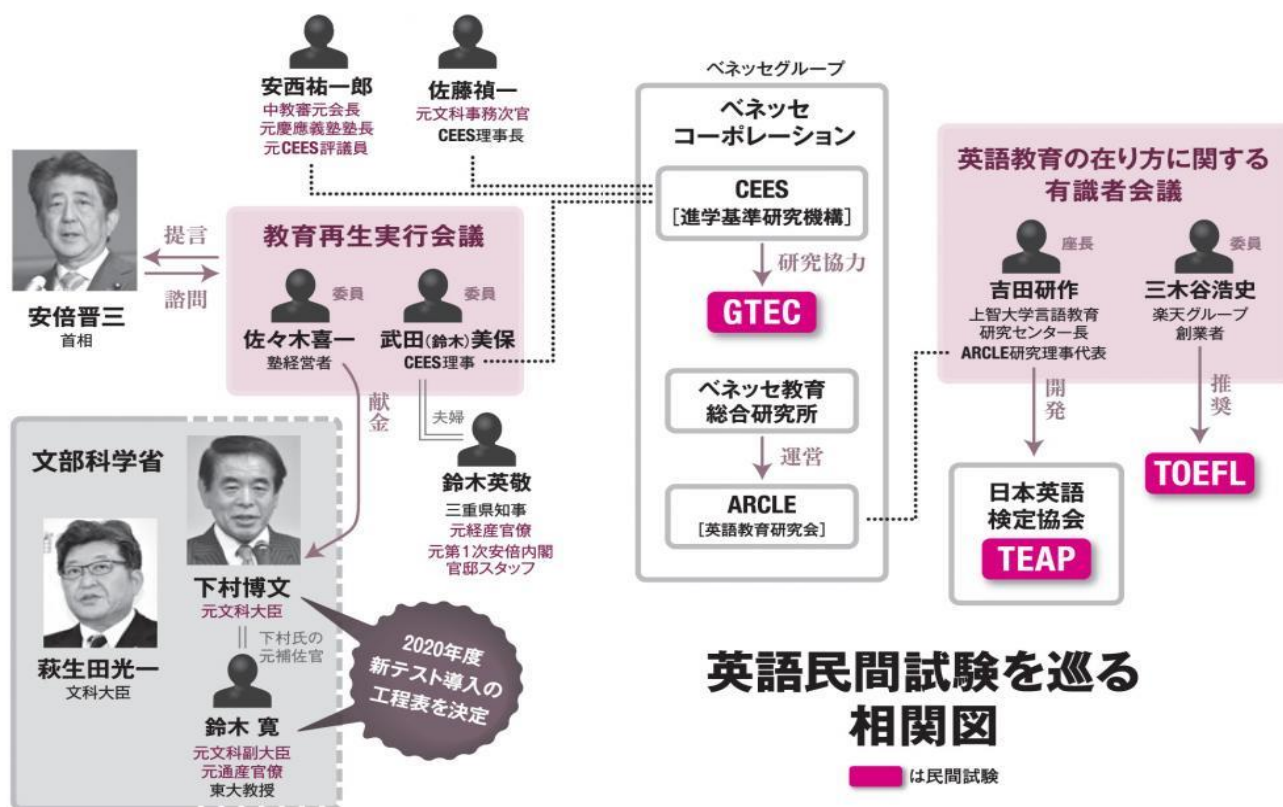 安西祐一郎
中教審元会長
元慶應義塾塾長
元CEES評議員
佐藤禎一
元文科事務次官
CEES理事長
安倍晋三
首相
提言
諮問
教育再生実行会議
委員
佐々木喜一
塾経営者
委員
武田(鈴木)美保
CEES理事
献金
夫婦
鈴木英敬
三重県知事
元経産官僚
元第1次安倍内閣
官邸スタッフ
文部科学省
萩生田光一
文科大臣
下村博文
元文科大臣
下村氏の
元補佐官
鈴木 寛
元文科副大臣
元通産官僚
東大教授
2020年度
新テスト導入の
工程表を決定
ベネッセグループ
ベネッセ
コーポレーション
CEES
[進学基準研究機構]
研究協力
GTEC
ベネッセ教育
総合研究所
運営
ARCLE
[英語教育研究会]
英語教育の在り方に関する
有識者会議
座長
吉田研作
上智大学言語教育
研究センター長
ARCLE研究理事代表
委員
三木谷浩史
楽天グループ
創業者
開発
推奨
日本英語
検定協会
TEAP
TOEFL
英語民間試験を巡る
相関図
は民間試験